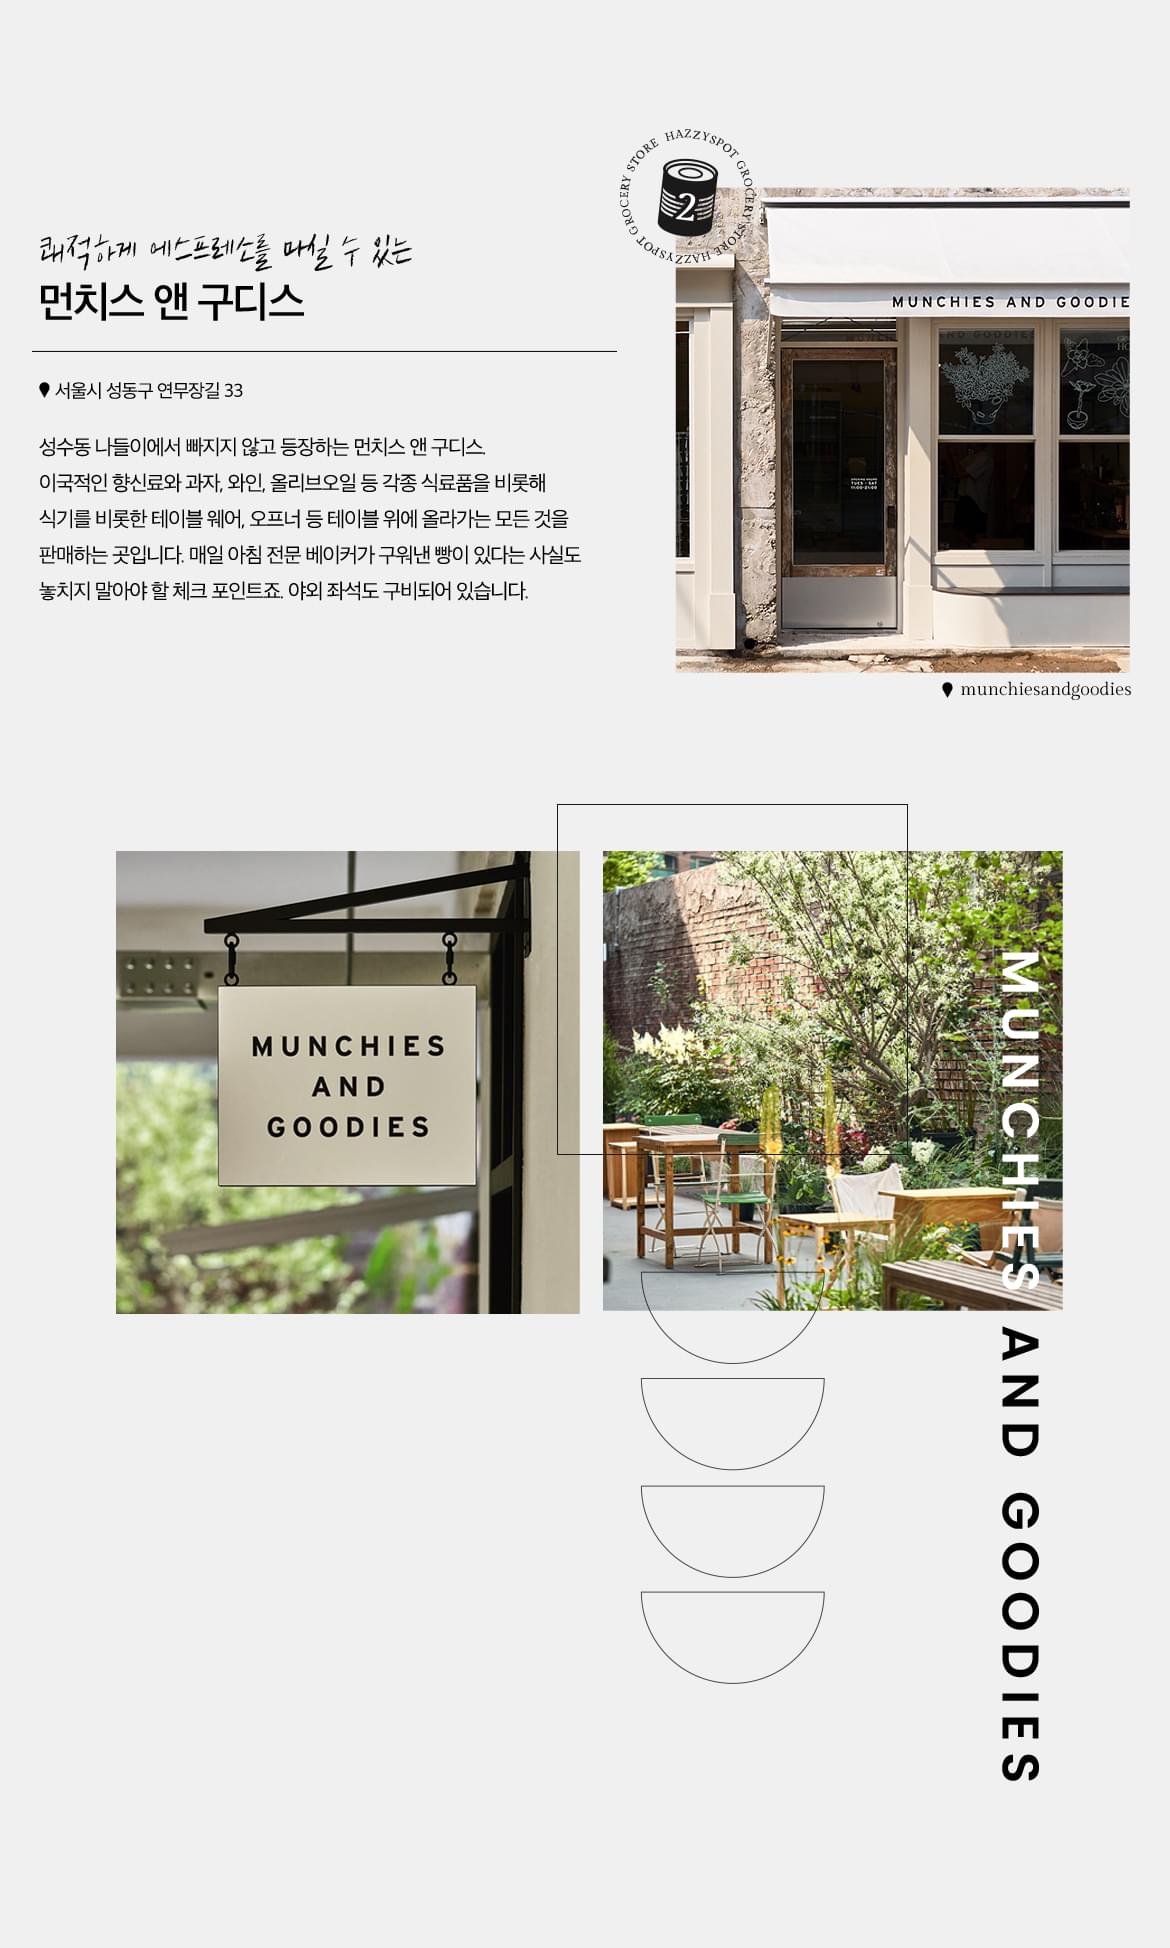 HAZZYSPOT GROCERY STORE HAZZYSPOT GROCERY STORE
2
쾌적하게 에스프레소를 마실 수 있는
먼치스 앤 구디스
서울시 성동구 연무장길 33
성수동 나들이에서 빠지지 않고 등장하는 먼치스 앤 구디스.
이국적인 향신료와 과자, 와인, 올리브오일 등 각종 식료품을 비롯해
식기를 비롯한 테이블 웨어, 오프너 등 테이블 위에 올라가는 모든 것을
판매하는 곳입니다. 매일 아침 전문 베이커가 구워낸 빵이 있다는 사실도
놓치지 말아야 할 체크 포인트죠. 야외 좌석도 구비되어 있습니다.
MUNCHIES AND GOODIE
OPENING HOURS
TUES - SAT
11:00-21:00
munchiesandgoodies
MUNCHIES
AND
GOODIES
MUNCHIES AND GOODIES